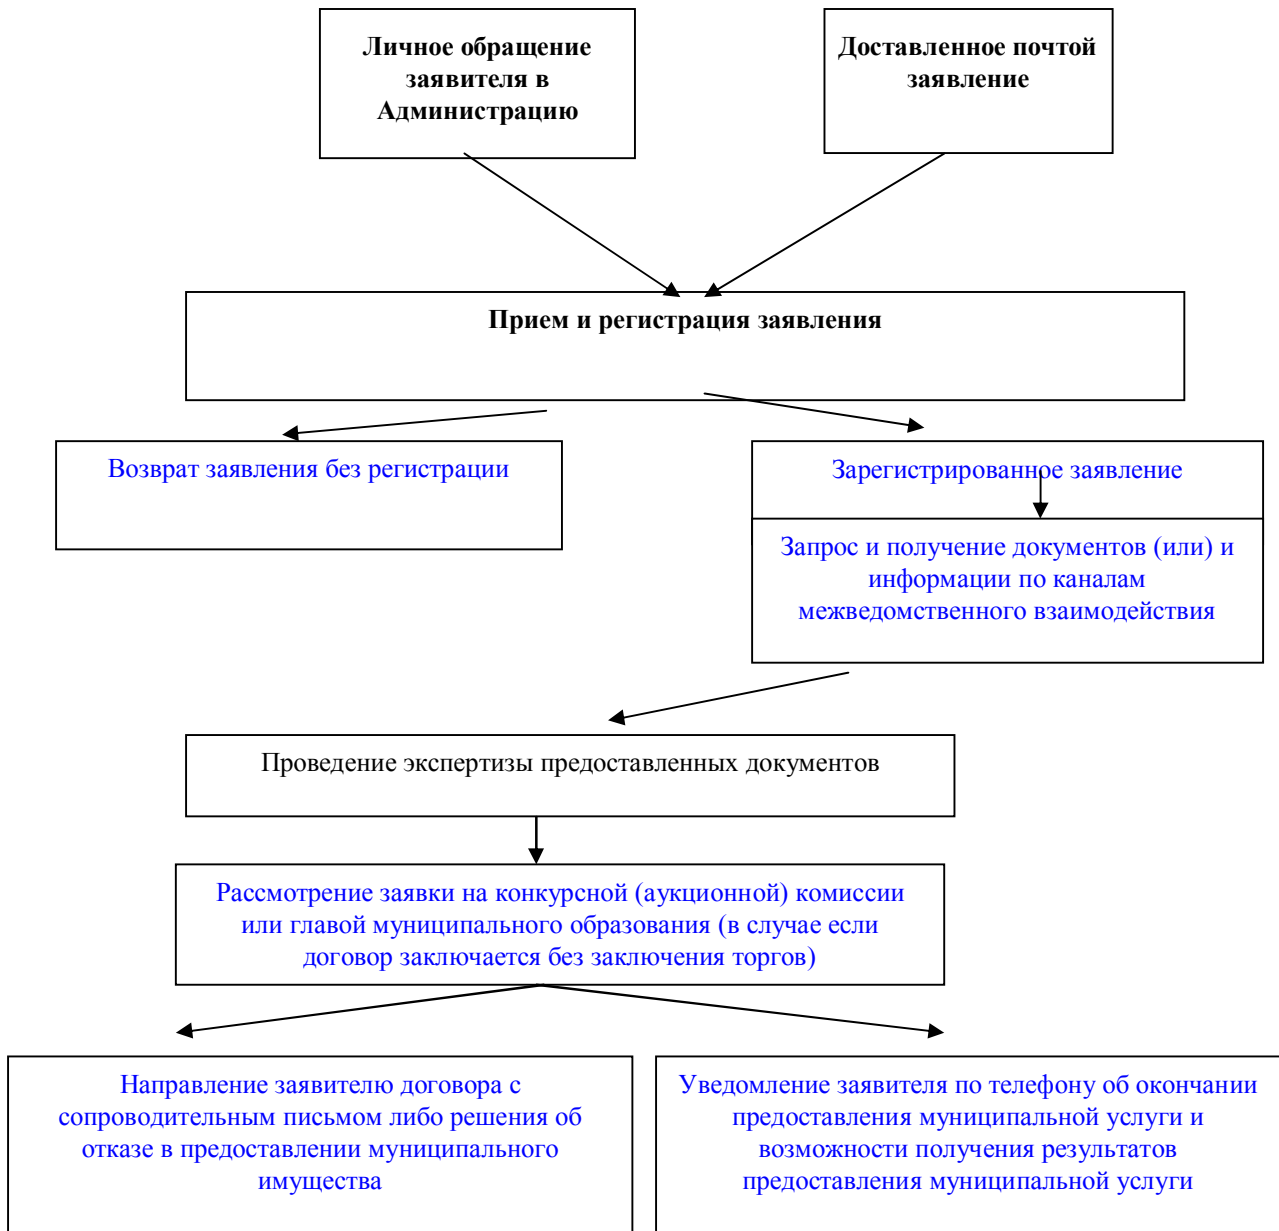 Личное обращение
заявителя в
Администрацию
Доставленное почтой
заявление
Прием и регистрация заявления
Возврат заявления без регистрации
Зарегистрированное заявление
Запрос и получение документов (или) и
информации по каналам
межведомственного взаимодействия
Проведение экспертизы предоставленных документов
Рассмотрение заявки на конкурсной (аукционной) комиссии
или главой муниципального образования (в случае если
договор заключается без заключения торгов)
Направление заявителю договора с
сопроводительным письмом либо решения об
отказе в предоставлении муниципального
имущества
Уведомление заявителя по телефону об окончании
предоставления муниципальной услуги и
возможности получения результатов
предоставления муниципальной услуги